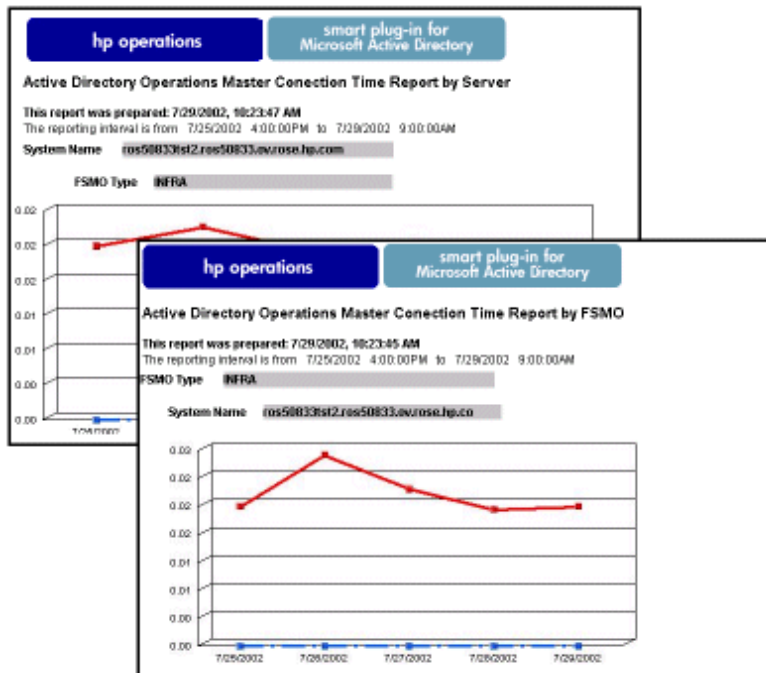 hp operations
smart plug-in for
Microsoft Active Directory
Active Directory Operations Master Conection Time Report by Server
This report was prepared: 7/29/2002, 10:23:47 AM
The reporting interval is from 7/25/2002 4:00:00PM to 7/29/2002 9:00:00AM
System Name ros50833tst2.ros50833.ov.rose.hp.com
FSMO Type INFRA
0.02
0.02
0.02
0.01
0.01
0.00
0.00
7/25/2002
hp operations
smart plug-in for
Microsoft Active Directory
Active Directory Operations Master Conection Time Report by FSMO
This report was prepared: 7/29/2002, 10:23:45 AM
The reporting interval is from 7/25/2002 4:00:00PM to 7/29/2002 9:00:00AM
FSMO Type INFRA
System Name ros50833tst2.ros50833.ov.rose.hp.co
0.03
0.02
0.02
0.01
0.01
0.00
0.00
7/25/2002 7/26/2002 7/27/2002 7/28/2002 7/29/2002